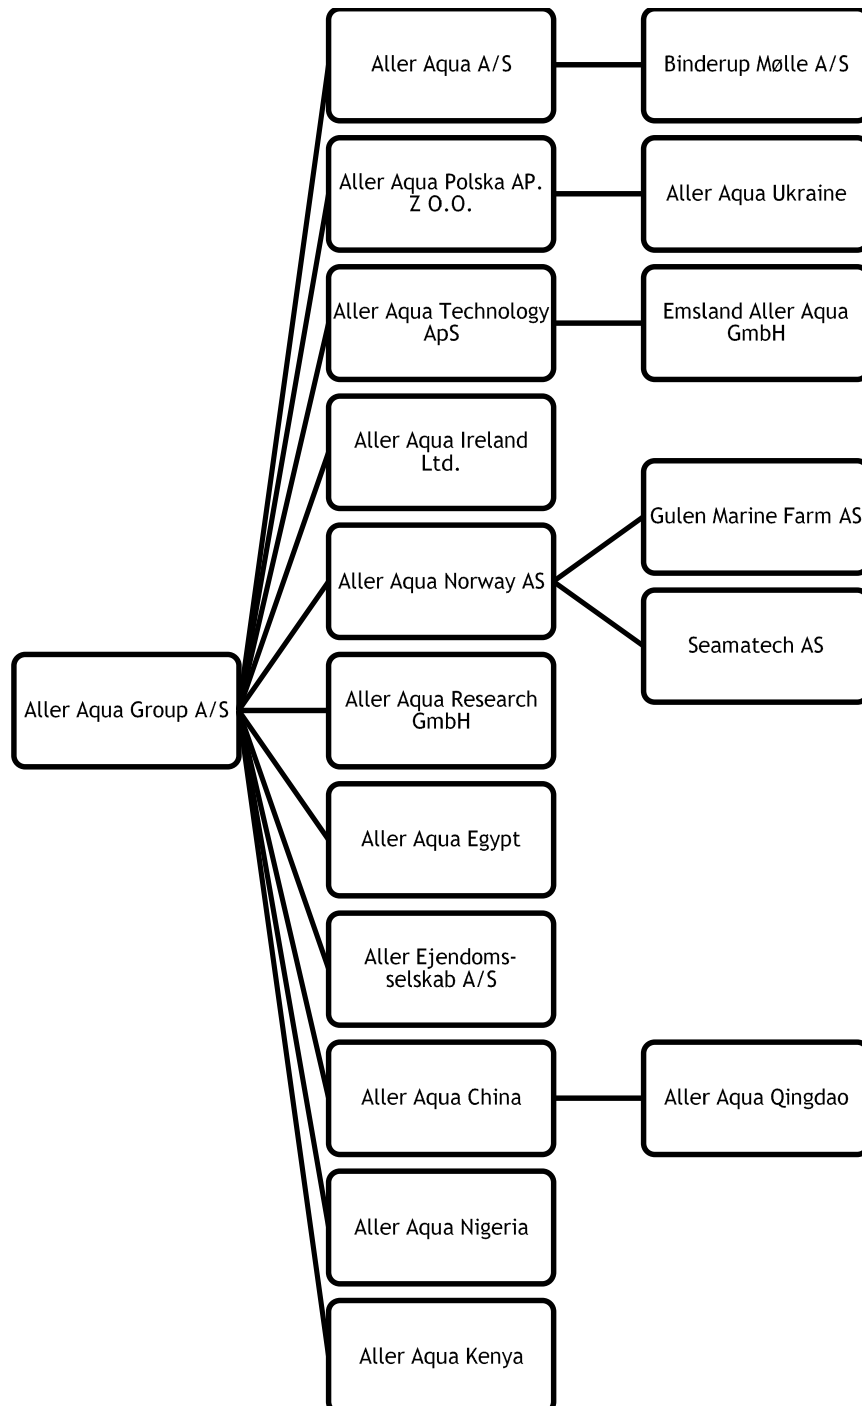 Aller Aqua A/S
Binderup Mølle A/S
Aller Aqua Polska AP.
Z O.O.
Aller Aqua Ukraine
Aller Aqua Technology
ApS
Emsland Aller Aqua
GmbH
Aller Aqua Ireland
Ltd.
Gulen Marine Farm AS
Aller Aqua Norway AS
Seamatech AS
Aller Aqua Group A/S
Aller Aqua Research
GmbH
Aller Aqua Egypt
Aller Ejendoms-
selskab A/S
Aller Aqua China
Aller Aqua Qingdao
Aller Aqua Nigeria
Aller Aqua Kenya